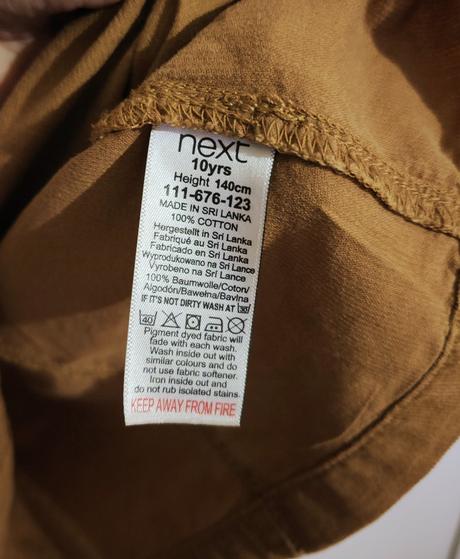 next
10yrs
Height 140cm
111-676-123
MADE IN SRI LANKA
100% COTTON
Hergestellt in Sri Lanka
Fabriqué au Sri Lanka
Fabricado en Sri Lanka
Wyprodukowano na Sri Lance
Vyrobeno na Srí Lance
100% Baumwolle/Coton/
Algodón/Bawełna/Bavlna
IF IT'S NOT DIRTY WASH AT 30
40
Pigment dyed fabric will
fade with each wash.
Wash inside out with
similar colours and do
not use fabric softener.
Iron inside out and
do not rub isolated stains.
KEEP AWAY FROM FIRE